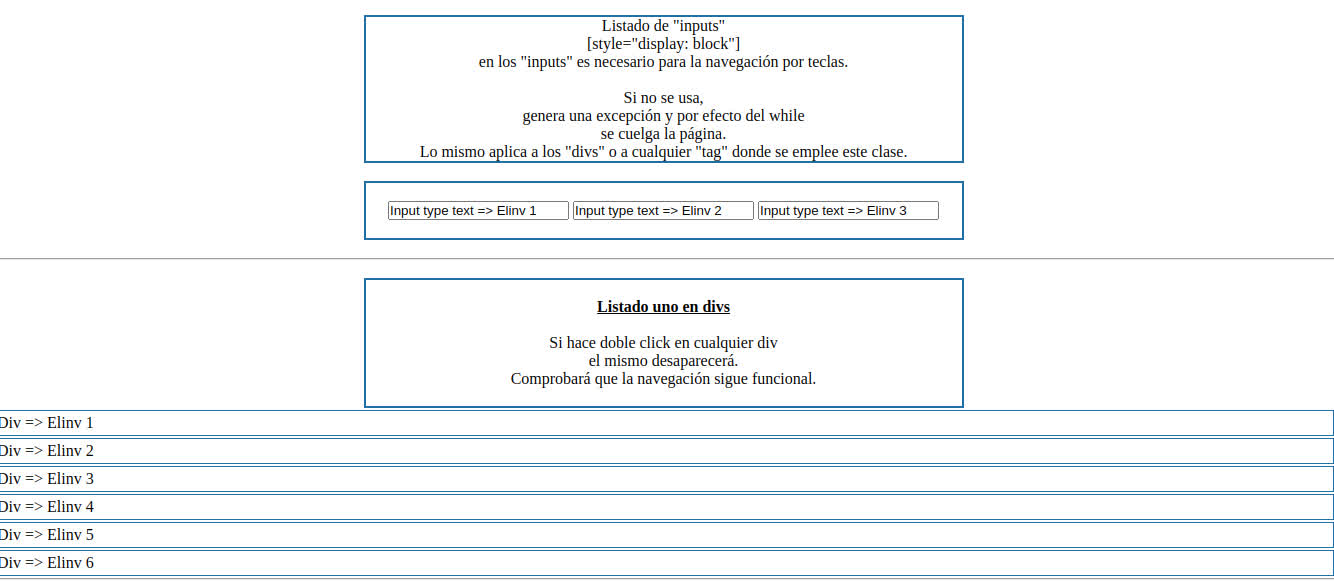 Listado de "inputs"
[style="display: block"]
en los "inputs" es necesario para la navegación por teclas.
Si no se usa,
genera una excepción y por efecto del while
se cuelga la página.
Lo mismo aplica a los "divs" o a cualquier "tag" donde se emplee este clase.
Input type text => Elinv 1 Input type text => Elinv 2 Input type text => Elinv 3
Listado uno en divs
Si hace doble click en cualquier div
el mismo desaparecerá.
Comprobará que la navegación sigue funcional.
Div => Elinv 1
Div => Elinv 2
Div => Elinv 3
Div => Elinv 4
Div => Elinv 5
Div => Elinv 6